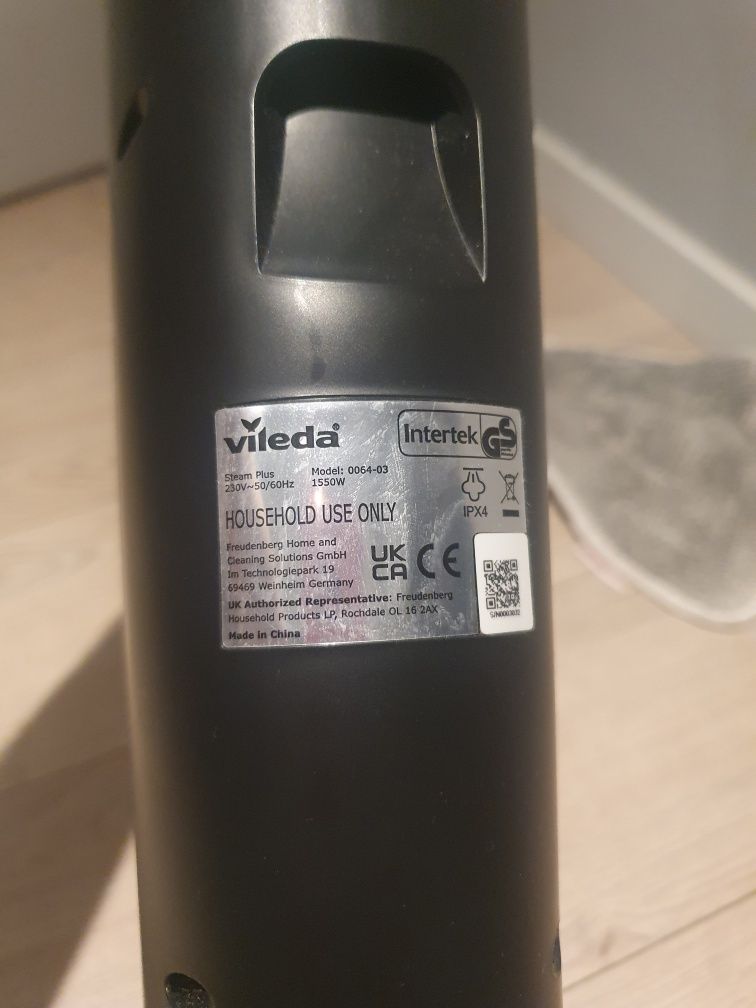 vileda®
Intertek GS
Steam Plus Model: 0064-03
230V~50/60Hz 1550W
IPX4
HOUSEHOLD USE ONLY
Freudenberg Home and
Cleaning Solutions GmbH
Im Technologiepark 19
69469 Weinheim Germany
UK
CA CE
UK Authorized Representative: Freudenberg
Household Products LP, Rochdale OL 16 2AX
Made in China